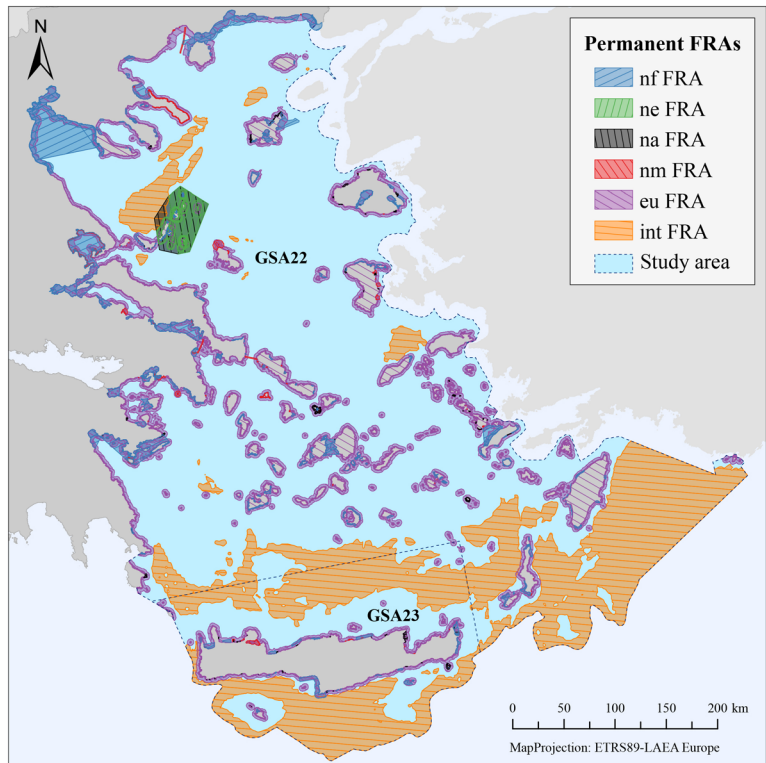 N
Permanent FRAs
nf FRA
ne FRA
na FRA
nm FRA
eu FRA
int FRA
Study area
GSA22
GSA23
0 50 100 150 200 km
MapProjection: ETRS89-LAEA Europe